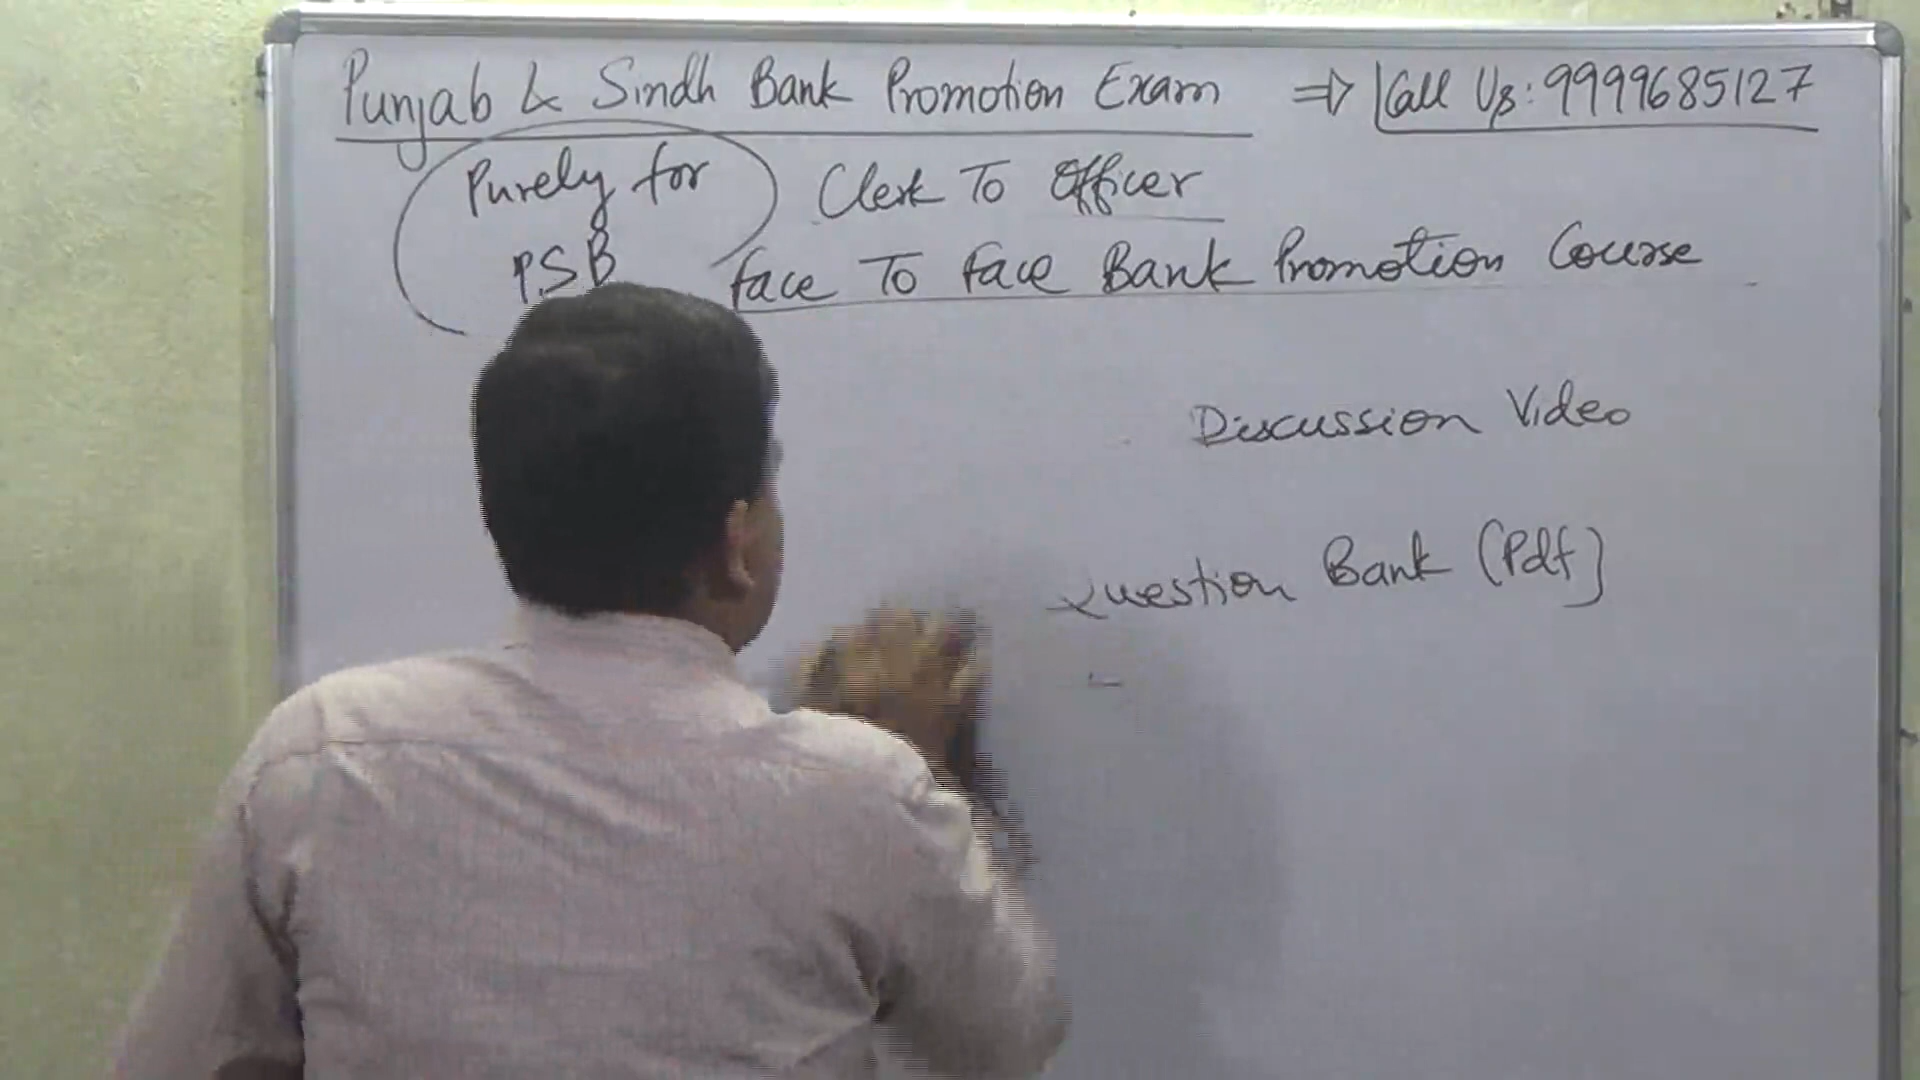 Punjab & Sindh Bank Promotion Exam ⇒ Call Us: 9999685127
Purely for Clerk To Officer
P.S.B Face To Face Bank Promotion Course
Discussion Video
Question Bank (Pdf)